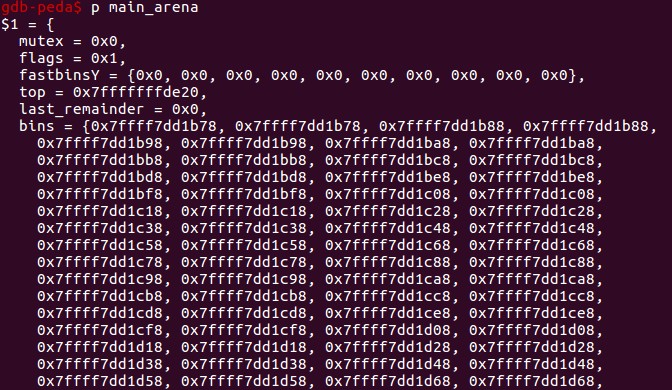 gdb-peda$ p main_arena
$1 = {
  mutex = 0x0,
  flags = 0x1,
  fastbinsY = {0x0, 0x0, 0x0, 0x0, 0x0, 0x0, 0x0, 0x0, 0x0, 0x0},
  top = 0x7fffffffde20,
  last_remainder = 0x0,
  bins = {0x7ffff7dd1b78, 0x7ffff7dd1b78, 0x7ffff7dd1b88, 0x7ffff7dd1b88,
    0x7ffff7dd1b98, 0x7ffff7dd1b98, 0x7ffff7dd1ba8, 0x7ffff7dd1ba8,
    0x7ffff7dd1bb8, 0x7ffff7dd1bb8, 0x7ffff7dd1bc8, 0x7ffff7dd1bc8,
    0x7ffff7dd1bd8, 0x7ffff7dd1bd8, 0x7ffff7dd1be8, 0x7ffff7dd1be8,
    0x7ffff7dd1bf8, 0x7ffff7dd1bf8, 0x7ffff7dd1c08, 0x7ffff7dd1c08,
    0x7ffff7dd1c18, 0x7ffff7dd1c18, 0x7ffff7dd1c28, 0x7ffff7dd1c28,
    0x7ffff7dd1c38, 0x7ffff7dd1c38, 0x7ffff7dd1c48, 0x7ffff7dd1c48,
    0x7ffff7dd1c58, 0x7ffff7dd1c58, 0x7ffff7dd1c68, 0x7ffff7dd1c68,
    0x7ffff7dd1c78, 0x7ffff7dd1c78, 0x7ffff7dd1c88, 0x7ffff7dd1c88,
    0x7ffff7dd1c98, 0x7ffff7dd1c98, 0x7ffff7dd1ca8, 0x7ffff7dd1ca8,
    0x7ffff7dd1cb8, 0x7ffff7dd1cb8, 0x7ffff7dd1cc8, 0x7ffff7dd1cc8,
    0x7ffff7dd1cd8, 0x7ffff7dd1cd8, 0x7ffff7dd1ce8, 0x7ffff7dd1ce8,
    0x7ffff7dd1cf8, 0x7ffff7dd1cf8, 0x7ffff7dd1d08, 0x7ffff7dd1d08,
    0x7ffff7dd1d18, 0x7ffff7dd1d18, 0x7ffff7dd1d28, 0x7ffff7dd1d28,
    0x7ffff7dd1d38, 0x7ffff7dd1d38, 0x7ffff7dd1d48, 0x7ffff7dd1d48,
    0x7ffff7dd1d58, 0x7ffff7dd1d58, 0x7ffff7dd1d68, 0x7ffff7dd1d68,